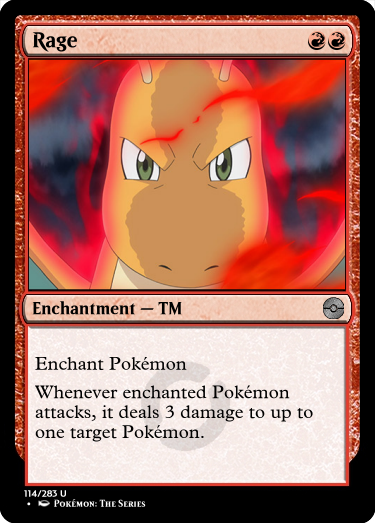 Rage
Enchantment — TM
Enchant Pokémon
Whenever enchanted Pokémon
attacks, it deals 3 damage to up to
one target Pokémon.
114/283 U
• Pokémon: The Series